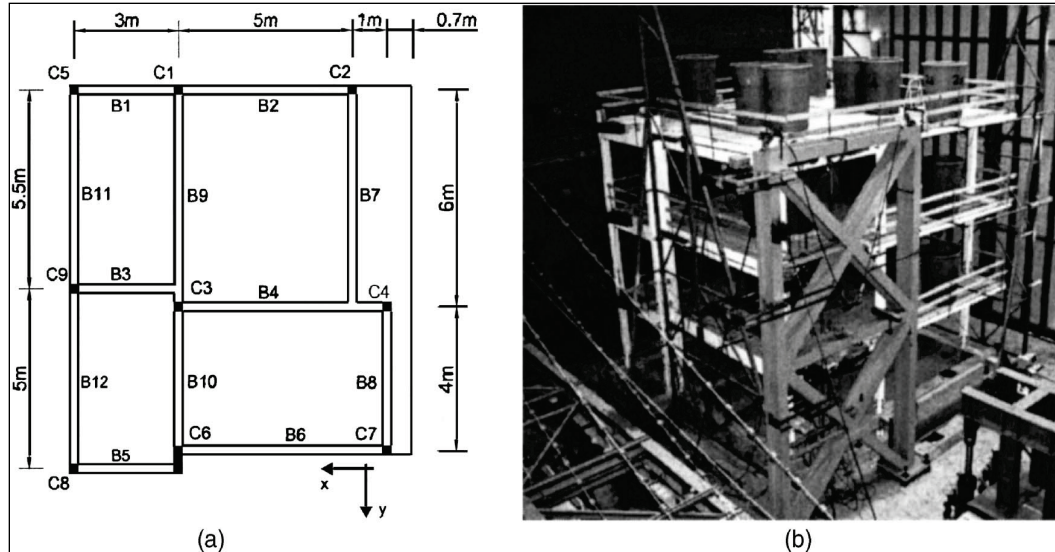 3m 5m 1m 0.7m
C5 C1 C2
B1 B2
5.5m B11 B9 B7 6m
C9 B3 C3 B4 C4
5m B12 B10 B8 4m
C6 B6 C7
B5
C8 x
y
(a) (b)